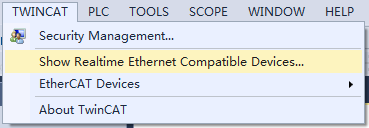 TWINCAT PLC TOOLS SCOPE WINDOW HELP
Security Management...
Show Realtime Ethernet Compatible Devices...
EtherCAT Devices
About TwinCAT